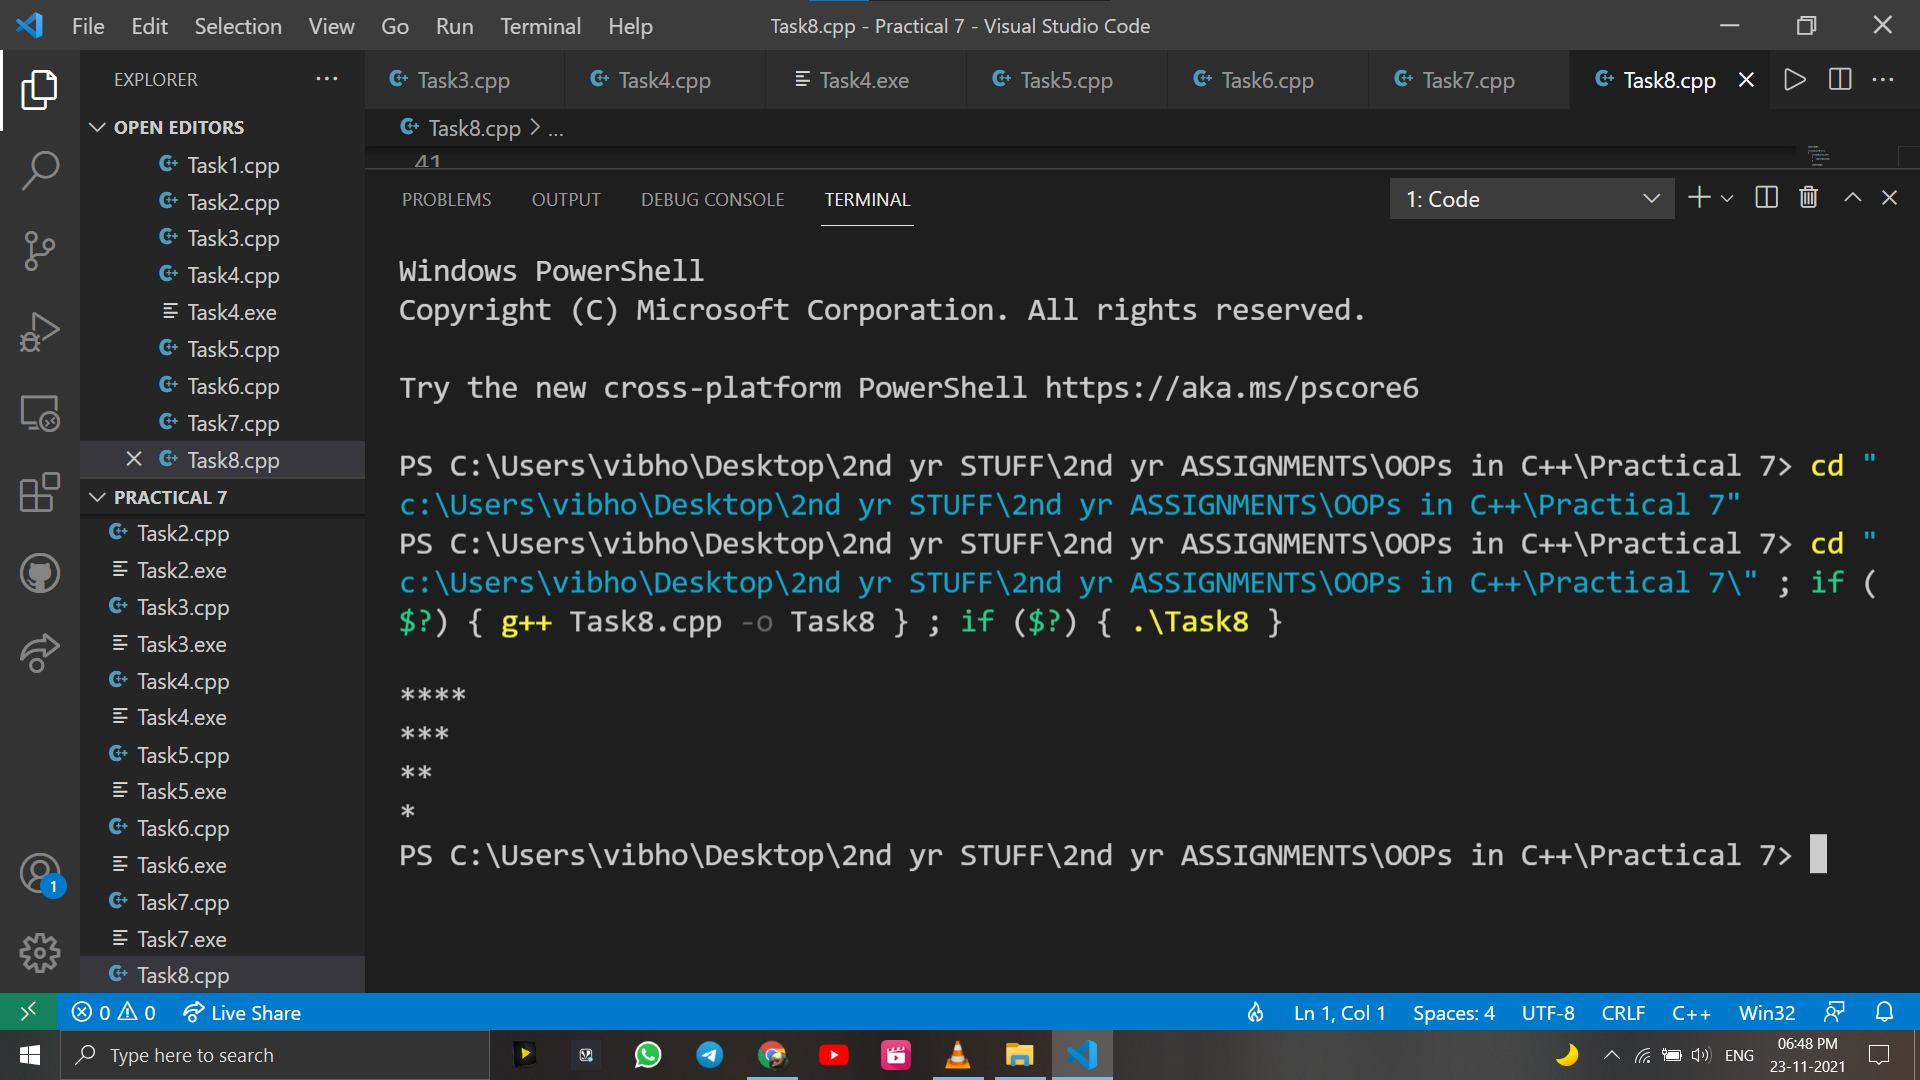 File Edit Selection View Go Run Terminal Help
Task8.cpp - Practical 7 - Visual Studio Code
EXPLORER
Task3.cpp
Task4.cpp
Task4.exe
Task5.cpp
Task6.cpp
Task7.cpp
Task8.cpp
OPEN EDITORS
Task1.cpp
Task2.cpp
Task3.cpp
Task4.cpp
Task4.exe
Task5.cpp
Task6.cpp
Task7.cpp
Task8.cpp
PRACTICAL 7
Task2.cpp
Task2.exe
Task3.cpp
Task3.exe
Task4.cpp
Task4.exe
Task5.cpp
Task5.exe
Task6.cpp
Task6.exe
Task7.cpp
Task7.exe
Task8.cpp
Task8.cpp > ...
41
PROBLEMS OUTPUT DEBUG CONSOLE TERMINAL
1: Code
Windows PowerShell
Copyright (C) Microsoft Corporation. All rights reserved.
Try the new cross-platform PowerShell https://aka.ms/pscore6
PS C:\Users\vibho\Desktop\2nd yr STUFF\2nd yr ASSIGNMENTS\OOPs in C++\Practical 7> cd "
c:\Users\vibho\Desktop\2nd yr STUFF\2nd yr ASSIGNMENTS\OOPs in C++\Practical 7"
PS C:\Users\vibho\Desktop\2nd yr STUFF\2nd yr ASSIGNMENTS\OOPs in C++\Practical 7> cd "
c:\Users\vibho\Desktop\2nd yr STUFF\2nd yr ASSIGNMENTS\OOPs in C++\Practical 7\" ; if (
$?) { g++ Task8.cpp -o Task8 } ; if ($?) { .\Task8 }
****
***
**
*
PS C:\Users\vibho\Desktop\2nd yr STUFF\2nd yr ASSIGNMENTS\OOPs in C++\Practical 7>
1
0 0 Live Share
Ln 1, Col 1 Spaces: 4 UTF-8 CRLF C++ Win32
Type here to search
ENG
06:48 PM
23-11-2021